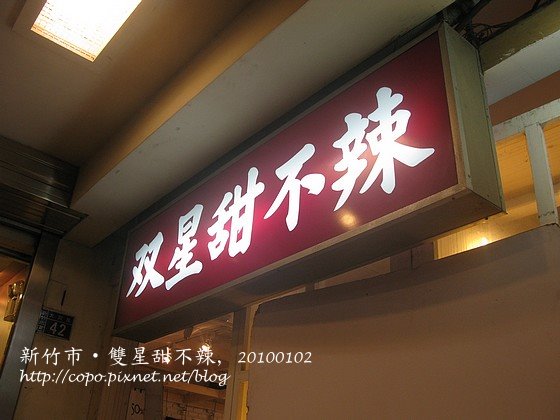 双星甜不辣
42
新竹市・雙星甜不辣, 20100102
http://copo.pixnet.net/blog